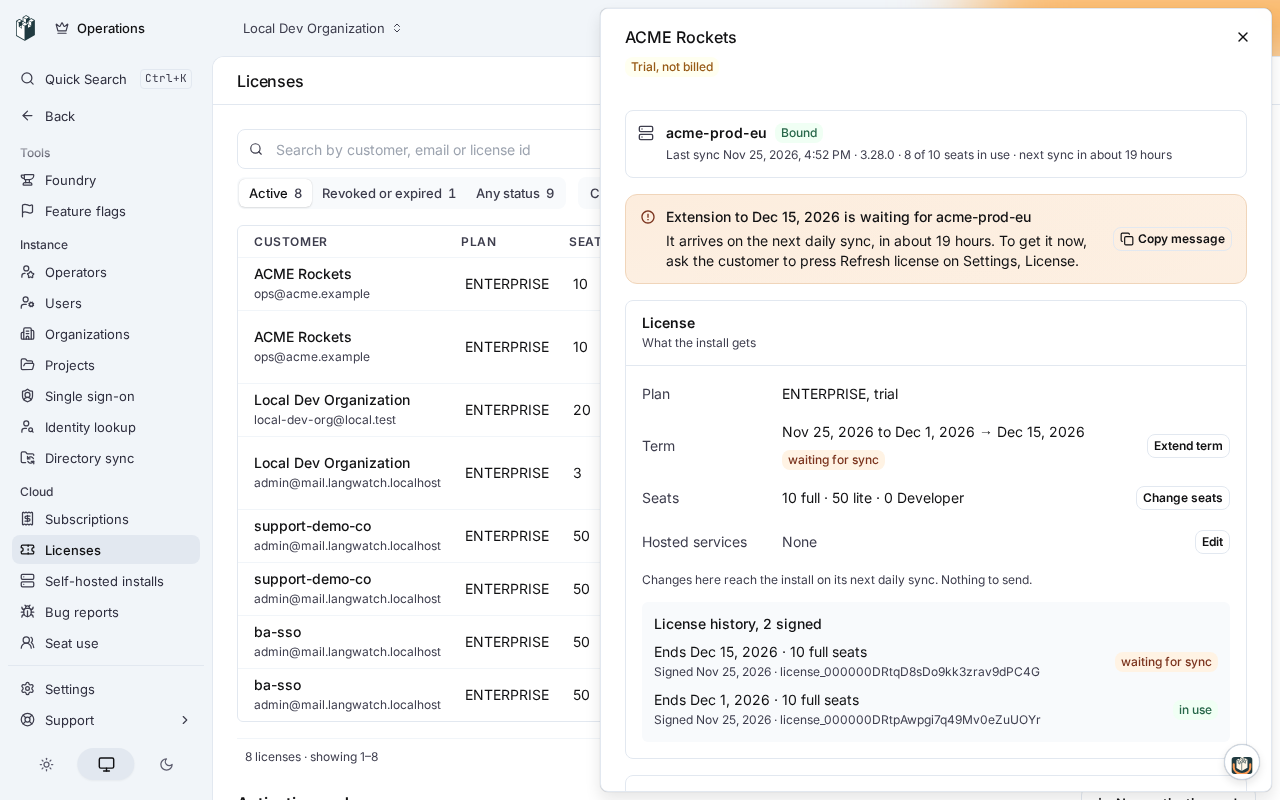 Operations
Local Dev Organization
Quick Search Ctrl+K
Back
Tools
Foundry
Feature flags
Instance
Operators
Users
Organizations
Projects
Single sign-on
Identity lookup
Directory sync
Cloud
Subscriptions
Licenses
Self-hosted installs
Bug reports
Seat use
Settings
Support
Licenses
Search by customer, email or license id
Active 8 Revoked or expired 1 Any status 9
CUSTOMER PLAN SEAT
ACME Rockets
ops@acme.example
ENTERPRISE 10
ACME Rockets
ops@acme.example
ENTERPRISE 10
Local Dev Organization
local-dev-org@local.test
ENTERPRISE 20
Local Dev Organization
admin@mail.langwatch.localhost
ENTERPRISE 3
support-demo-co
admin@mail.langwatch.localhost
ENTERPRISE 50
support-demo-co
admin@mail.langwatch.localhost
ENTERPRISE 50
ba-sso
admin@mail.langwatch.localhost
ENTERPRISE 50
ba-sso
admin@mail.langwatch.localhost
ENTERPRISE 50
8 licenses · showing 1–8
ACME Rockets
Trial, not billed
acme-prod-eu Bound
Last sync Nov 25, 2026, 4:52 PM · 3.28.0 · 8 of 10 seats in use · next sync in about 19 hours
Extension to Dec 15, 2026 is waiting for acme-prod-eu
It arrives on the next daily sync, in about 19 hours. To get it now,
ask the customer to press Refresh license on Settings, License.
Copy message
License
What the install gets
Plan ENTERPRISE, trial
Term Nov 25, 2026 to Dec 1, 2026 → Dec 15, 2026
waiting for sync
Extend term
Seats 10 full · 50 lite · 0 Developer Change seats
Hosted services None Edit
Changes here reach the install on its next daily sync. Nothing to send.
License history, 2 signed
Ends Dec 15, 2026 · 10 full seats
Signed Nov 25, 2026 · license_000000DRtqD8sDo9kk3zrav9dPC4G
waiting for sync
Ends Dec 1, 2026 · 10 full seats
Signed Nov 25, 2026 · license_000000DRtpAwpgi7q49Mv0eZuUOYr
in use